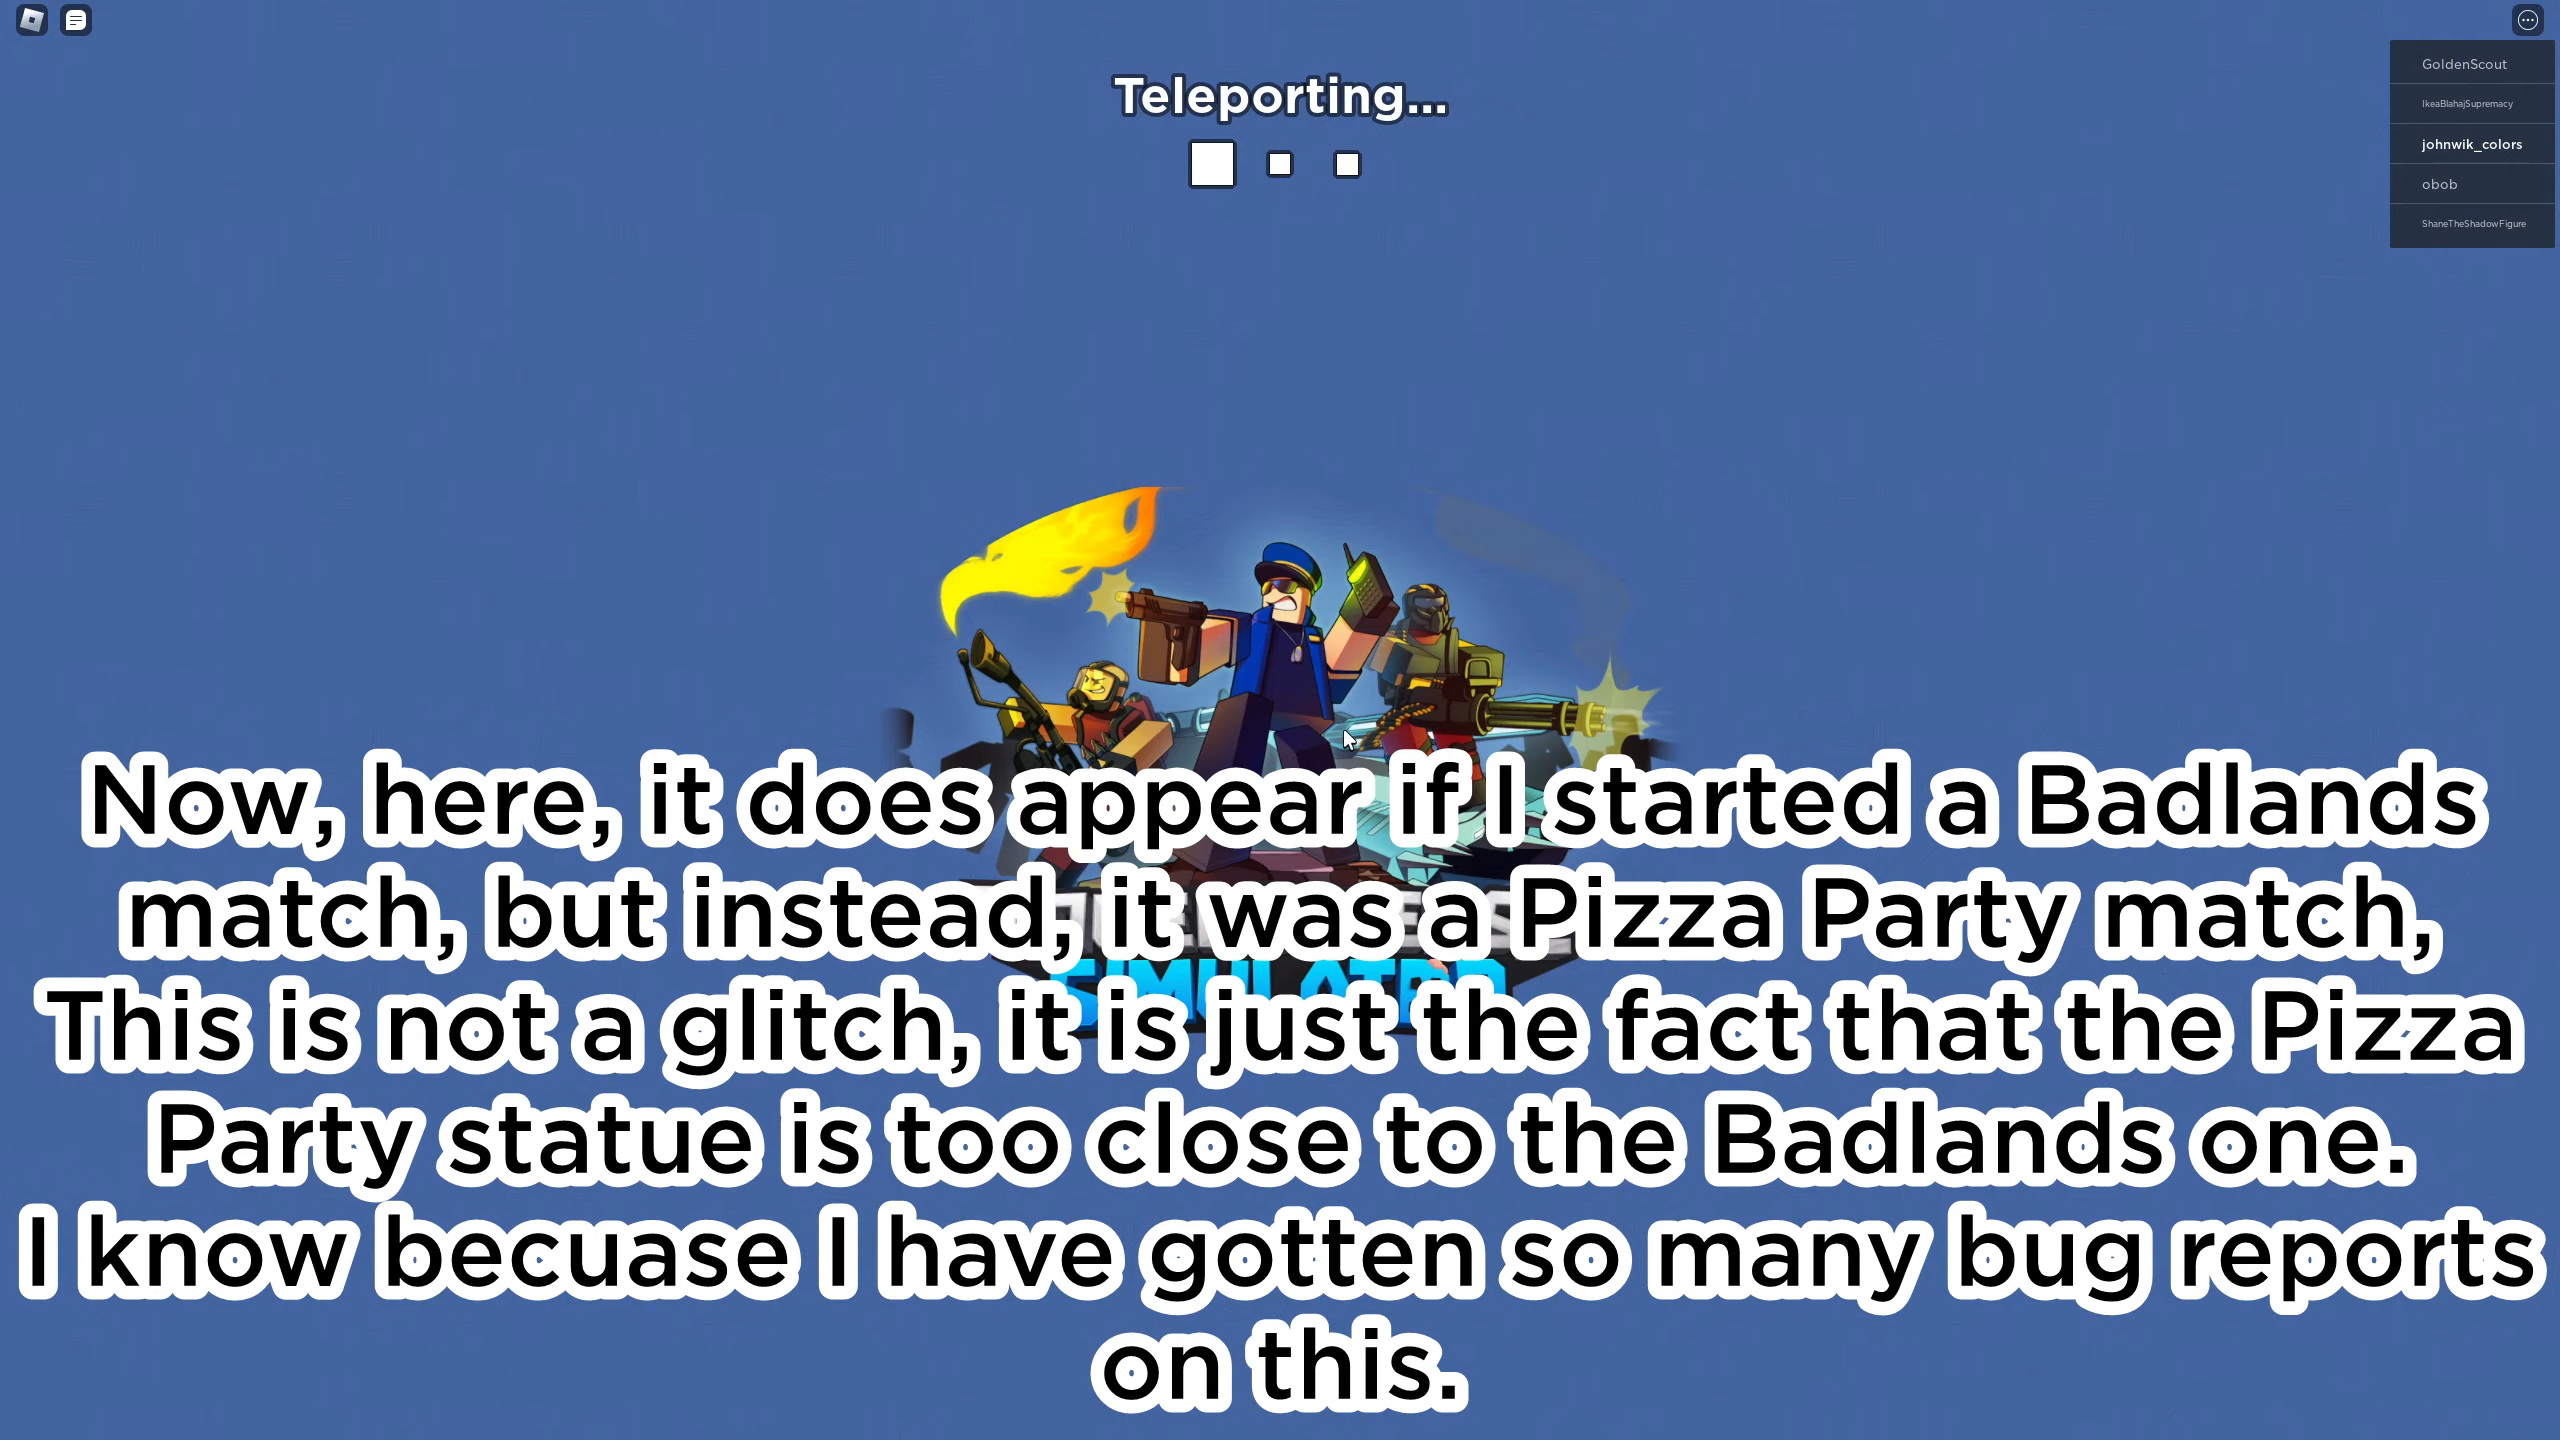 Teleporting...
GoldenScout
IkeaBlahajSupremacy
johnwik_colors
obob
ShaneTheShadowFigure
Now, here, it does appear if I started a Badlands
match, but instead, it was a Pizza Party match,
This is not a glitch, it is just the fact that the Pizza
Party statue is too close to the Badlands one.
I know becuase I have gotten so many bug reports
on this.